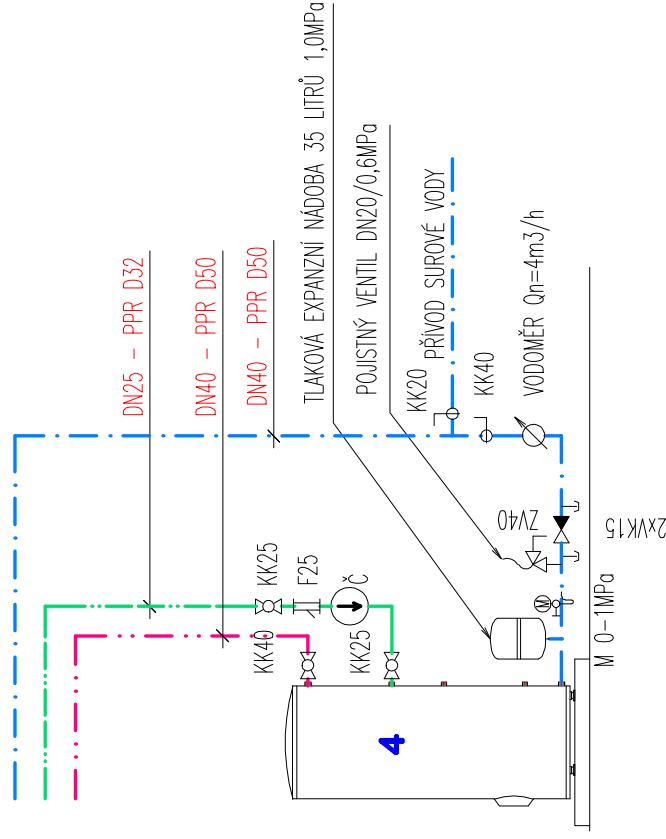 DN25 – PPR D32
DN40 – PPR D50
DN40 – PPR D50
TLAKOVÁ EXPANZNÍ NÁDOBA 35 LITRŮ 1,0MPa
POJISTNÝ VENTIL DN20/0,6MPa
PŘÍVOD SUROVÉ VODY
KK20
KK40
VODOMĚR Qn=4m3/h
KK25
F25
Č
KK40
KK25
ZV40
2xVK15
M
M 0–1MPa
4